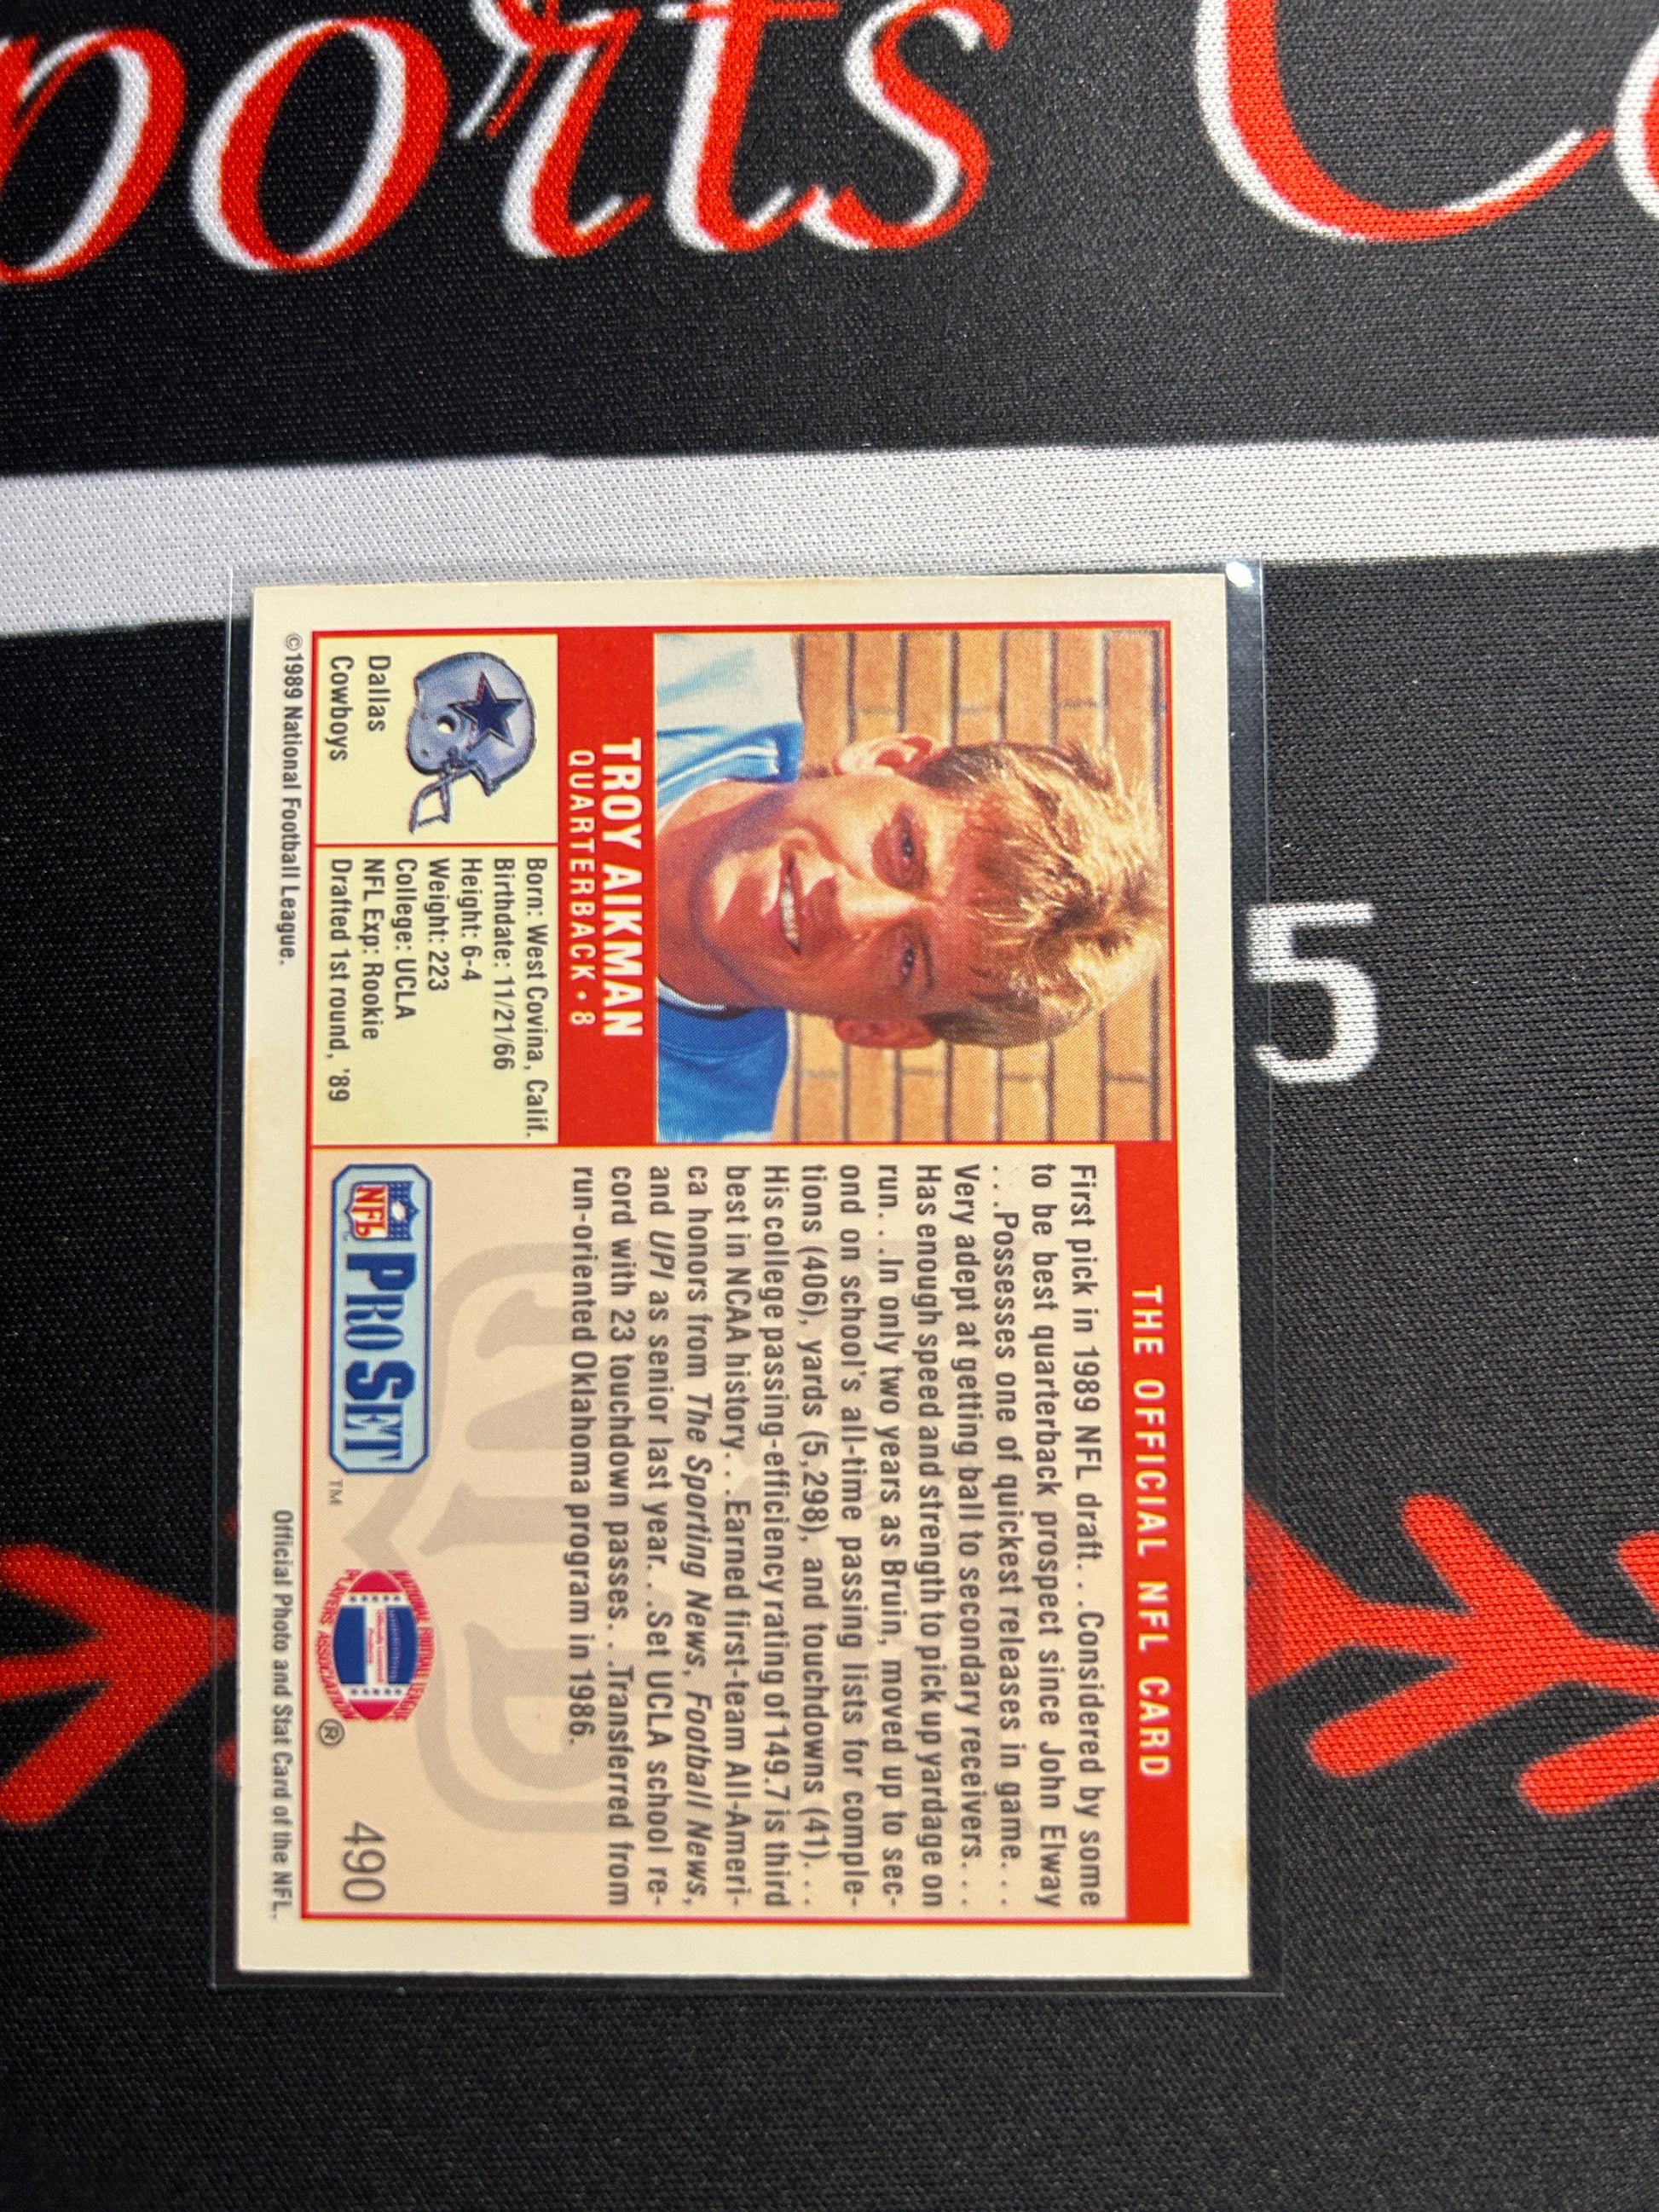 ports C
5
THE OFFICIAL NFL CARD
TROY AIKMAN
QUARTERBACK • 8
Dallas
Cowboys
Born: West Covina, Calif.
Birthdate: 11/21/66
Height: 6-4
Weight: 223
College: UCLA
NFL Exp: Rookie
Drafted 1st round, '89
First pick in 1989 NFL draft. . .Considered by some
to be best quarterback prospect since John Elway
. . .Possesses one of quickest releases in game. . .
Very adept at getting ball to secondary receivers. . .
Has enough speed and strength to pick up yardage on
run. . .In only two years as Bruin, moved up to sec-
ond on school's all-time passing lists for comple-
tions (406), yards (5,298), and touchdowns (41). . .
His college passing-efficiency rating of 149.7 is third
best in NCAA history. . .Earned first-team All-Ameri-
ca honors from The Sporting News, Football News,
and UPI as senior last year. . .Set UCLA school re-
cord with 23 touchdown passes. . .Transferred from
run-oriented Oklahoma program in 1986.
NFL
PRO SET
TM
PLAYERS ASSOCIATION
®
490
©1989 National Football League.
Official Photo and Stat Card of the NFL.